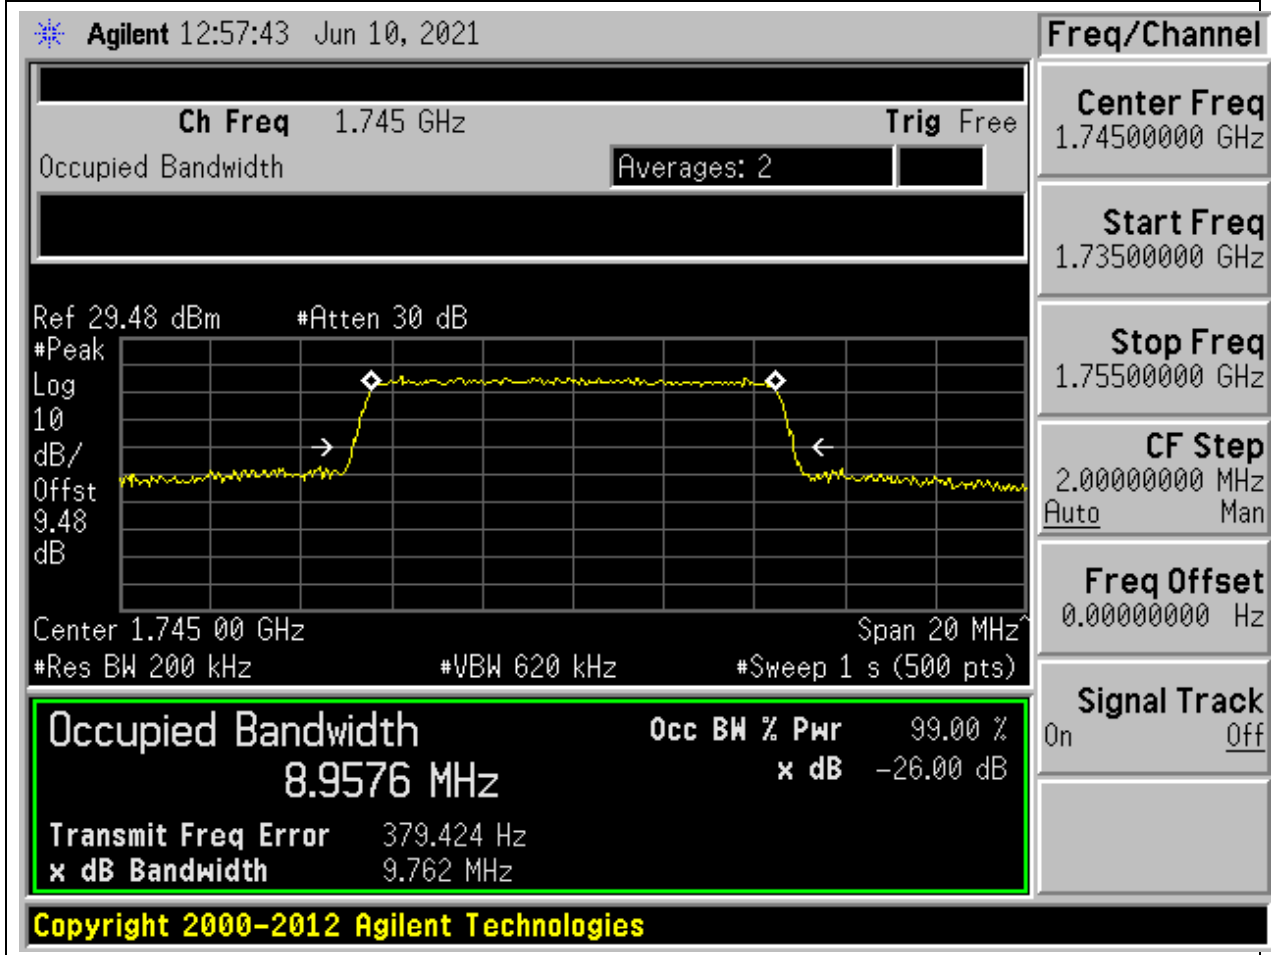 Agilent 12:57:43 Jun 10, 2021
Freq/Channel
Ch Freq 1.745 GHz Trig Free
Occupied Bandwidth Averages: 2
Center Freq
1.74500000 GHz
Start Freq
1.73500000 GHz
Stop Freq
1.75500000 GHz
CF Step
2.00000000 MHz
Auto Man
Freq Offset
0.00000000 Hz
Signal Track
On Off
Ref 29.48 dBm #Atten 30 dB
#Peak
Log
10
dB/
Offst
9.48
dB
Center 1.745 00 GHz Span 20 MHz^
#Res BW 200 kHz #VBW 620 kHz #Sweep 1 s (500 pts)
Occupied Bandwidth Occ BW % Pwr 99.00 %
8.9576 MHz x dB -26.00 dB
Transmit Freq Error 379.424 Hz
x dB Bandwidth 9.762 MHz
Copyright 2000-2012 Agilent Technologies